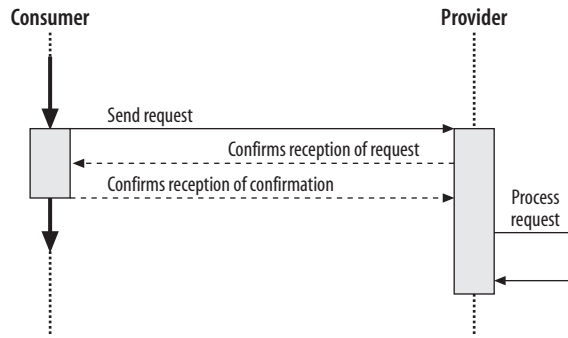 Consumer
Provider
Send request
Confirms reception of request
Confirms reception of confirmation
Process
request